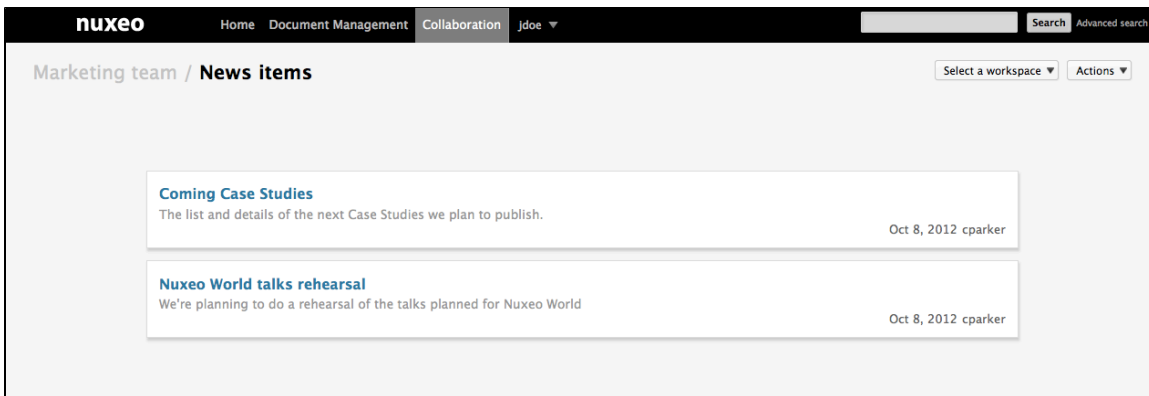 nuxeo Home Document Management Collaboration jdoe Search Advanced search
Marketing team / News items Select a workspace Actions
Coming Case Studies
The list and details of the next Case Studies we plan to publish.
Oct 8, 2012 cparker
Nuxeo World talks rehearsal
We're planning to do a rehearsal of the talks planned for Nuxeo World
Oct 8, 2012 cparker